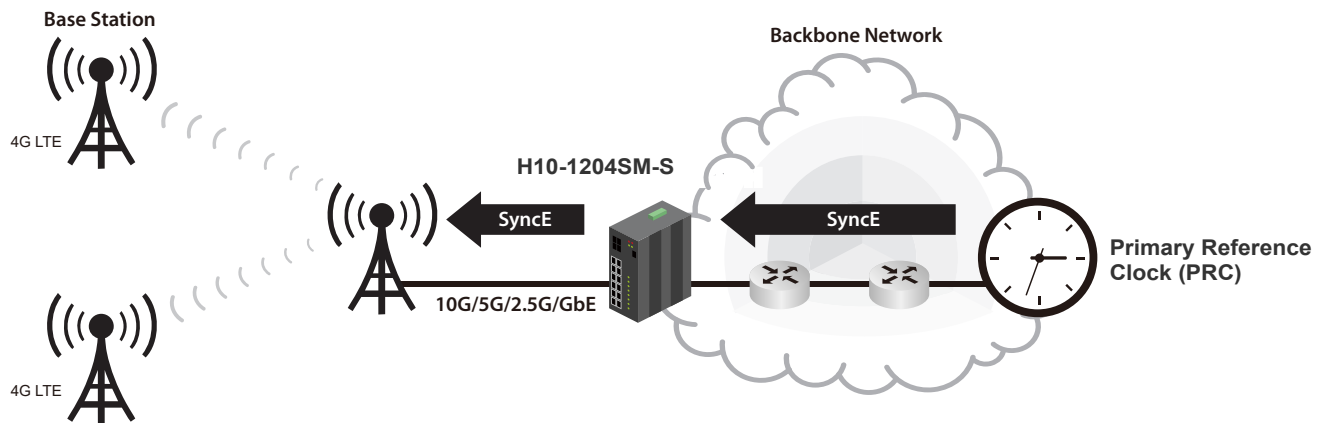 Base Station
Backbone Network
4G LTE
H10-1204SM-S
SyncE
SyncE
Primary Reference
Clock (PRC)
10G/5G/2.5G/GbE
4G LTE